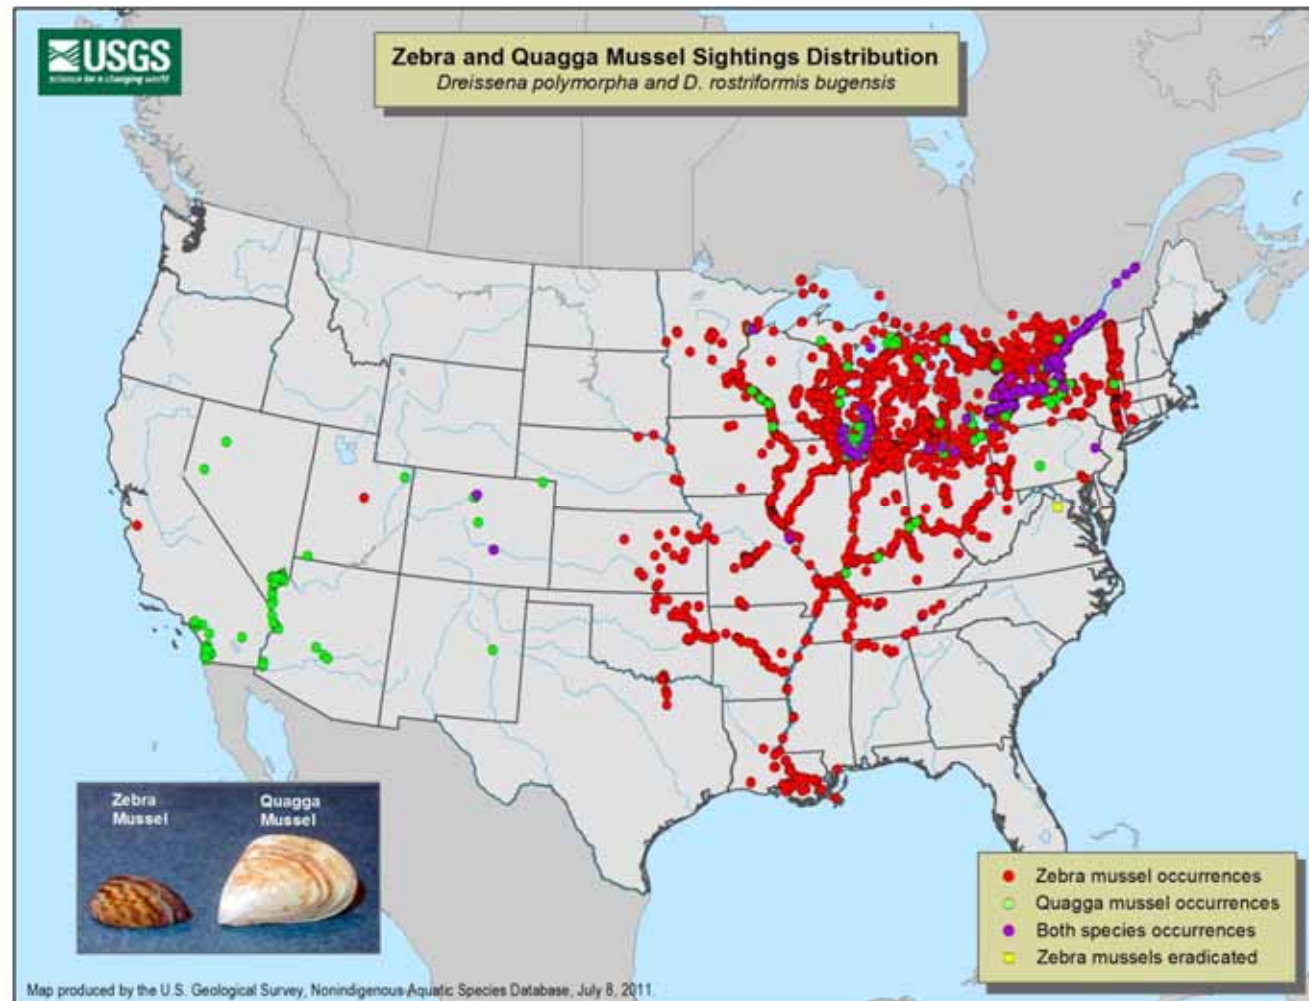 USGS
science for a changing world
Zebra and Quagga Mussel Sightings Distribution
Dreissena polymorpha and D. rostriformis bugensis
Zebra
Mussel
Quagga
Mussel
Zebra mussel occurrences
Quagga mussel occurrences
Both species occurrences
Zebra mussels eradicated
Map produced by the U.S. Geological Survey, Nonindigenous Aquatic Species Database, July 8, 2011.